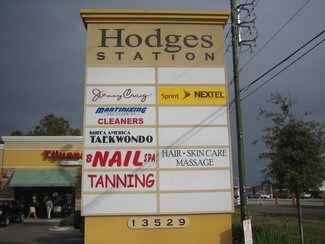 Hodges
STATION
Jenny Craig
Sprint NEXTEL
MARTINIZING
CLEANERS
KOREA AMERICA
TAEKWONDO
B NAIL SPA
HAIR · SKIN CARE
MASSAGE
TANNING
13529